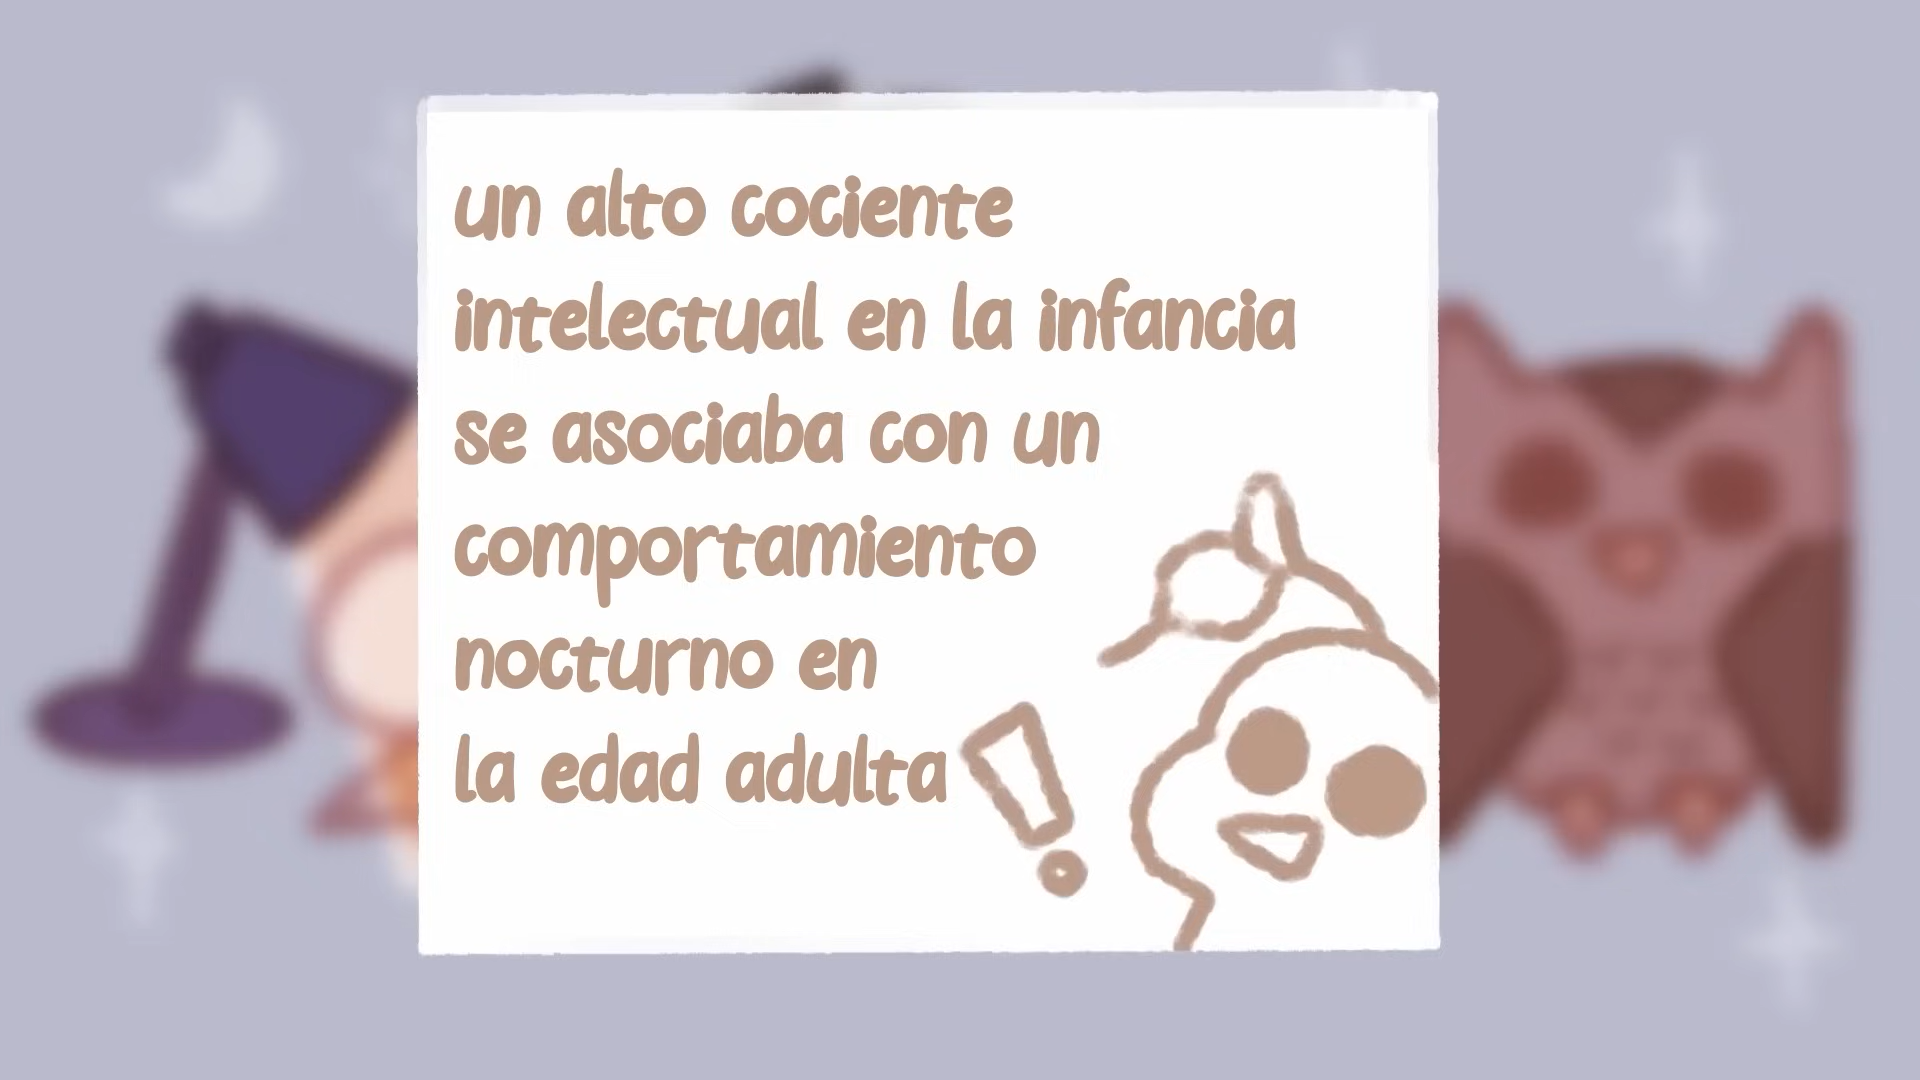 un alto cociente
intelectual en la infancia
se asociaba con un
comportamiento
nocturno en
la edad adulta